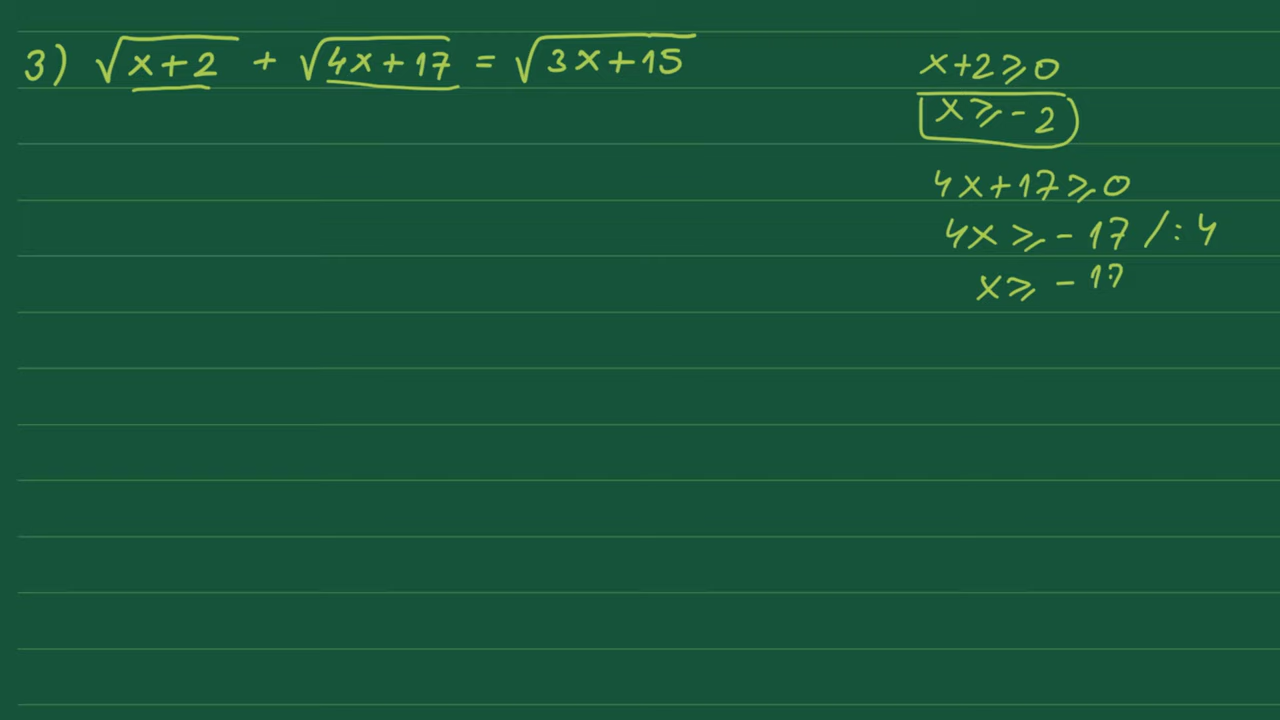 3) √(x+2) + √(4x+17) = √(3x+15)
x+2⩾0
x⩾-2
4x+17⩾0
4x⩾-17 /:4
x⩾-17